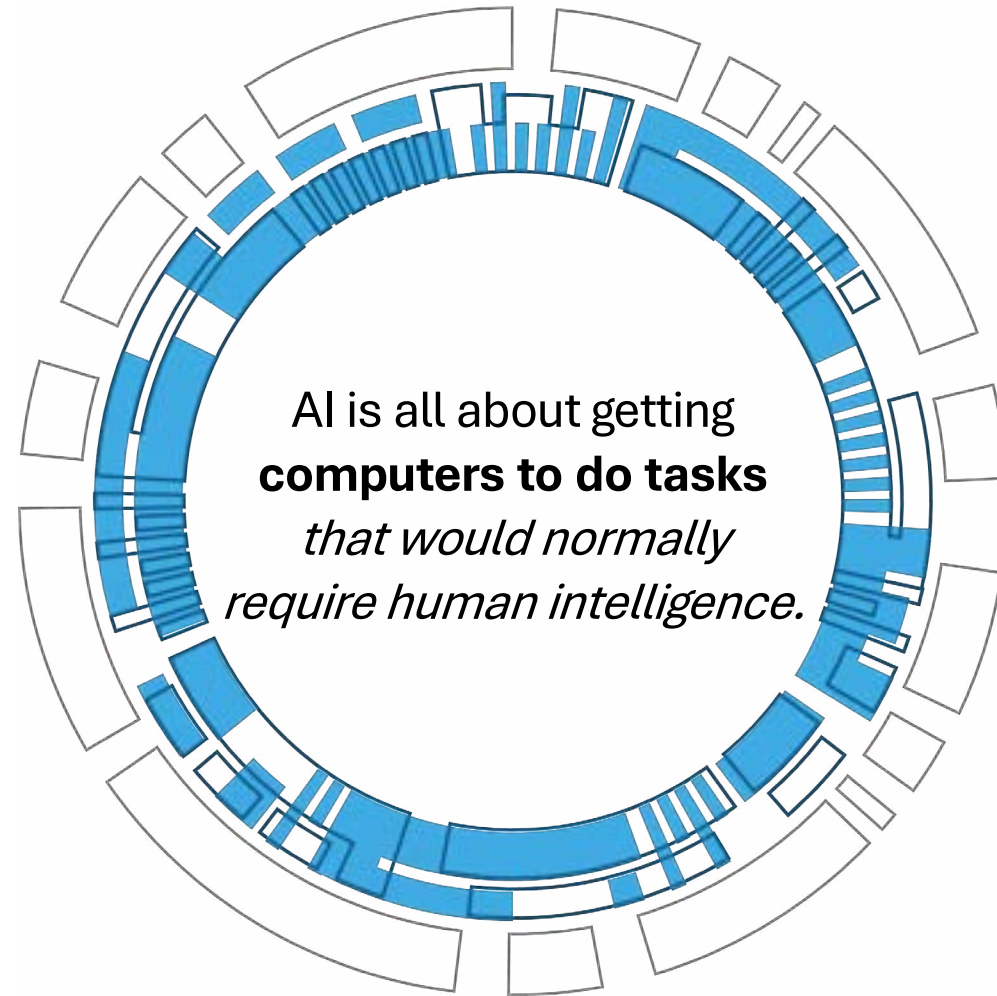 AI is all about getting
computers to do tasks
that would normally
require human intelligence.